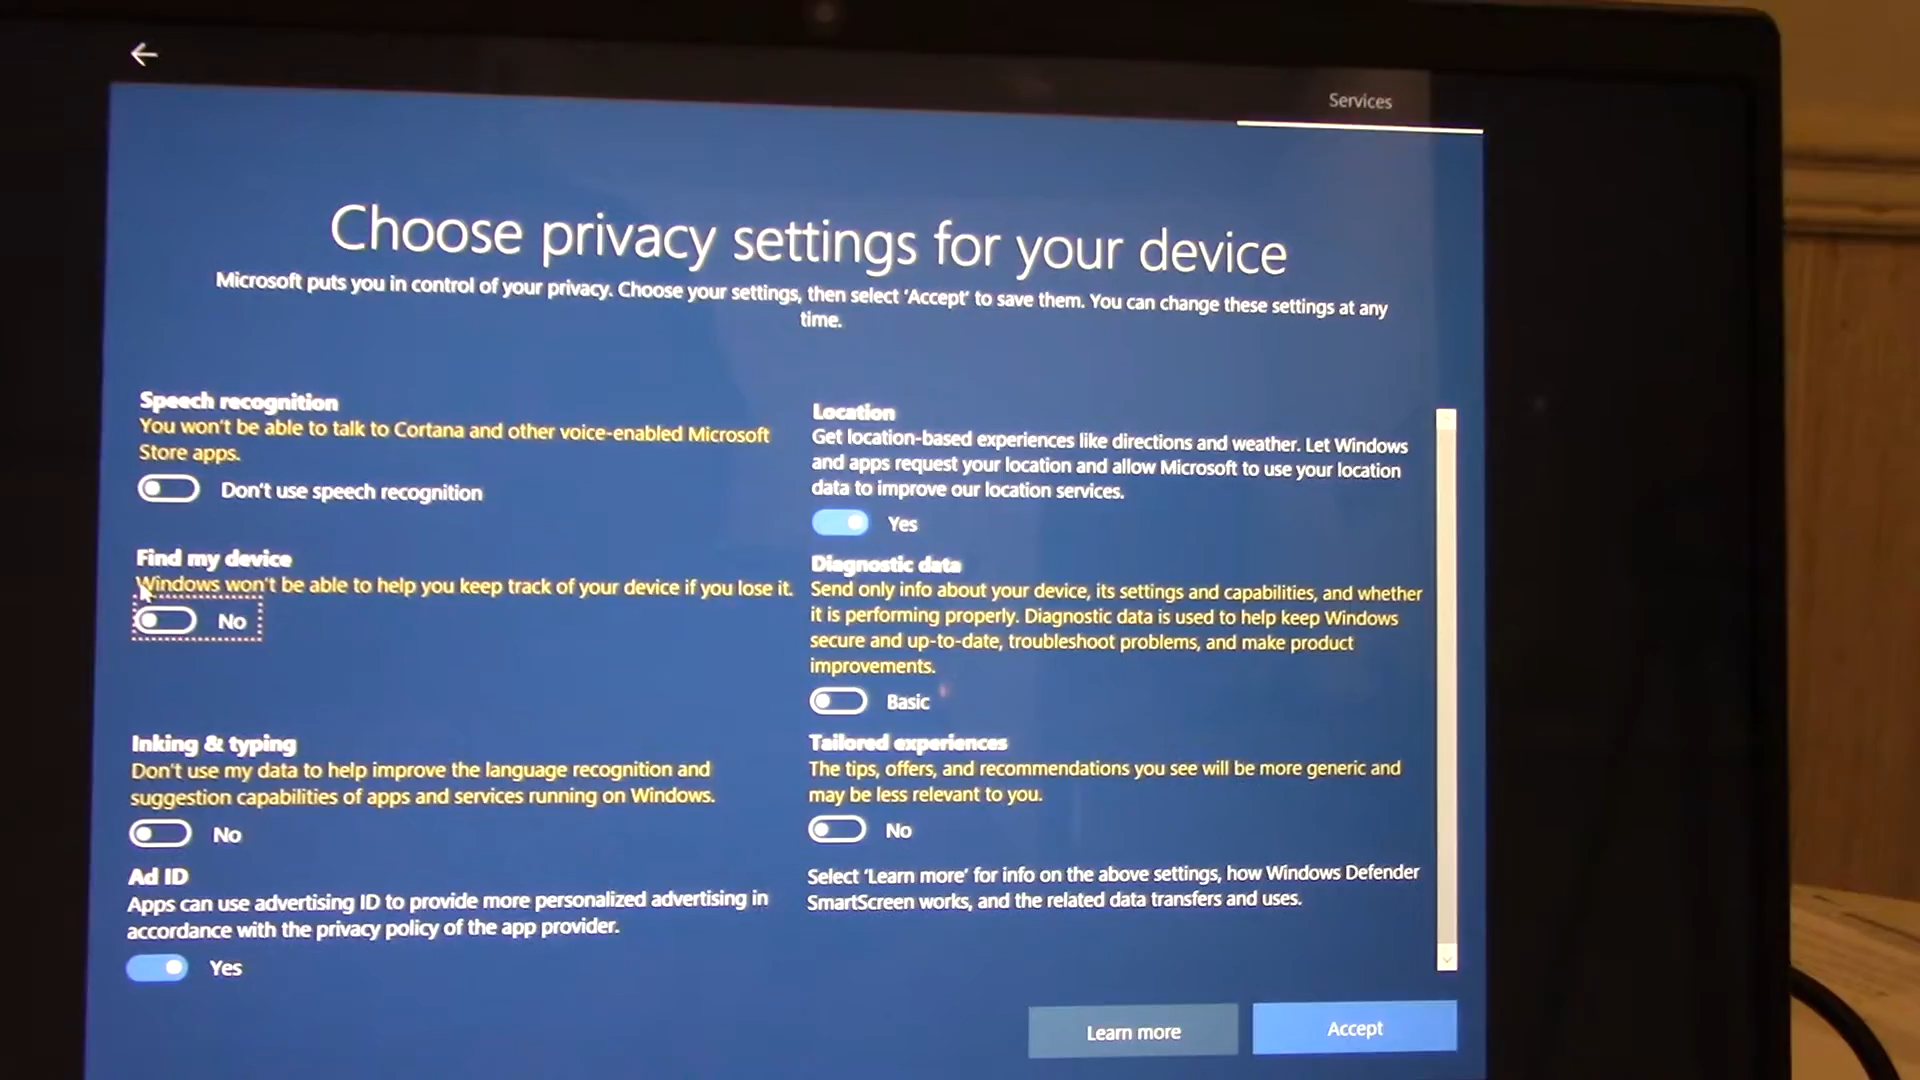 Services
Choose privacy settings for your device
Microsoft puts you in control of your privacy. Choose your settings, then select 'Accept' to save them. You can change these settings at any
time.
Speech recognition
You won't be able to talk to Cortana and other voice-enabled Microsoft
Store apps.
Don't use speech recognition
Find my device
Windows won't be able to help you keep track of your device if you lose it.
No
Inking & typing
Don't use my data to help improve the language recognition and
suggestion capabilities of apps and services running on Windows.
No
Ad ID
Apps can use advertising ID to provide more personalized advertising in
accordance with the privacy policy of the app provider.
Yes
Location
Get location-based experiences like directions and weather. Let Windows
and apps request your location and allow Microsoft to use your location
data to improve our location services.
Yes
Diagnostic data
Send only info about your device, its settings and capabilities, and whether
it is performing properly. Diagnostic data is used to help keep Windows
secure and up-to-date, troubleshoot problems, and make product
improvements.
Basic
Tailored experiences
The tips, offers, and recommendations you see will be more generic and
may be less relevant to you.
No
Select 'Learn more' for info on the above settings, how Windows Defender
SmartScreen works, and the related data transfers and uses.
Learn more
Accept